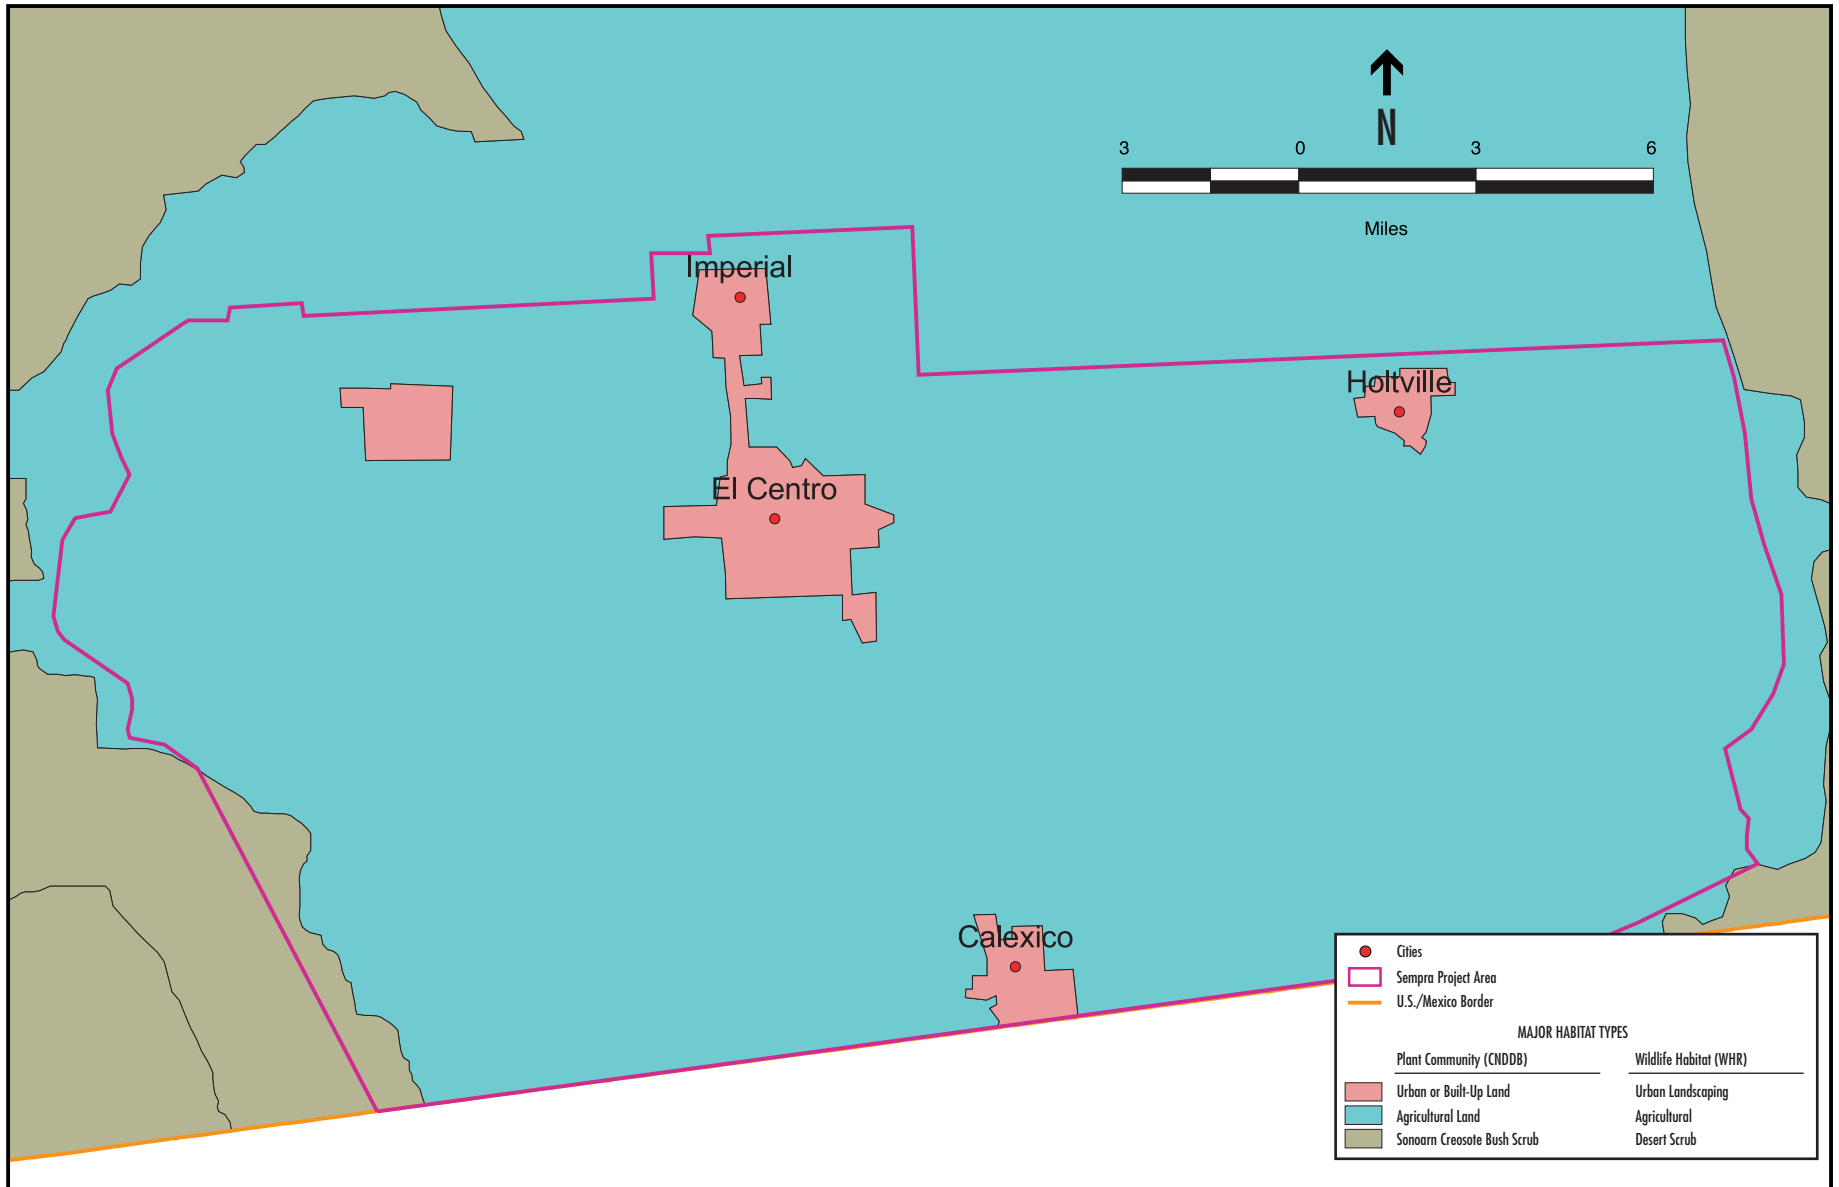 N
3 0 3 6
Miles
Imperial
Holtville
El Centro
Calexico
Cities
Sempra Project Area
U.S./Mexico Border
MAJOR HABITAT TYPES
Plant Community (CNDDB) Wildlife Habitat (WHR)
Urban or Built-Up Land Urban Landscaping
Agricultural Land Agricultural
Sonoarn Creosote Bush Scrub Desert Scrub